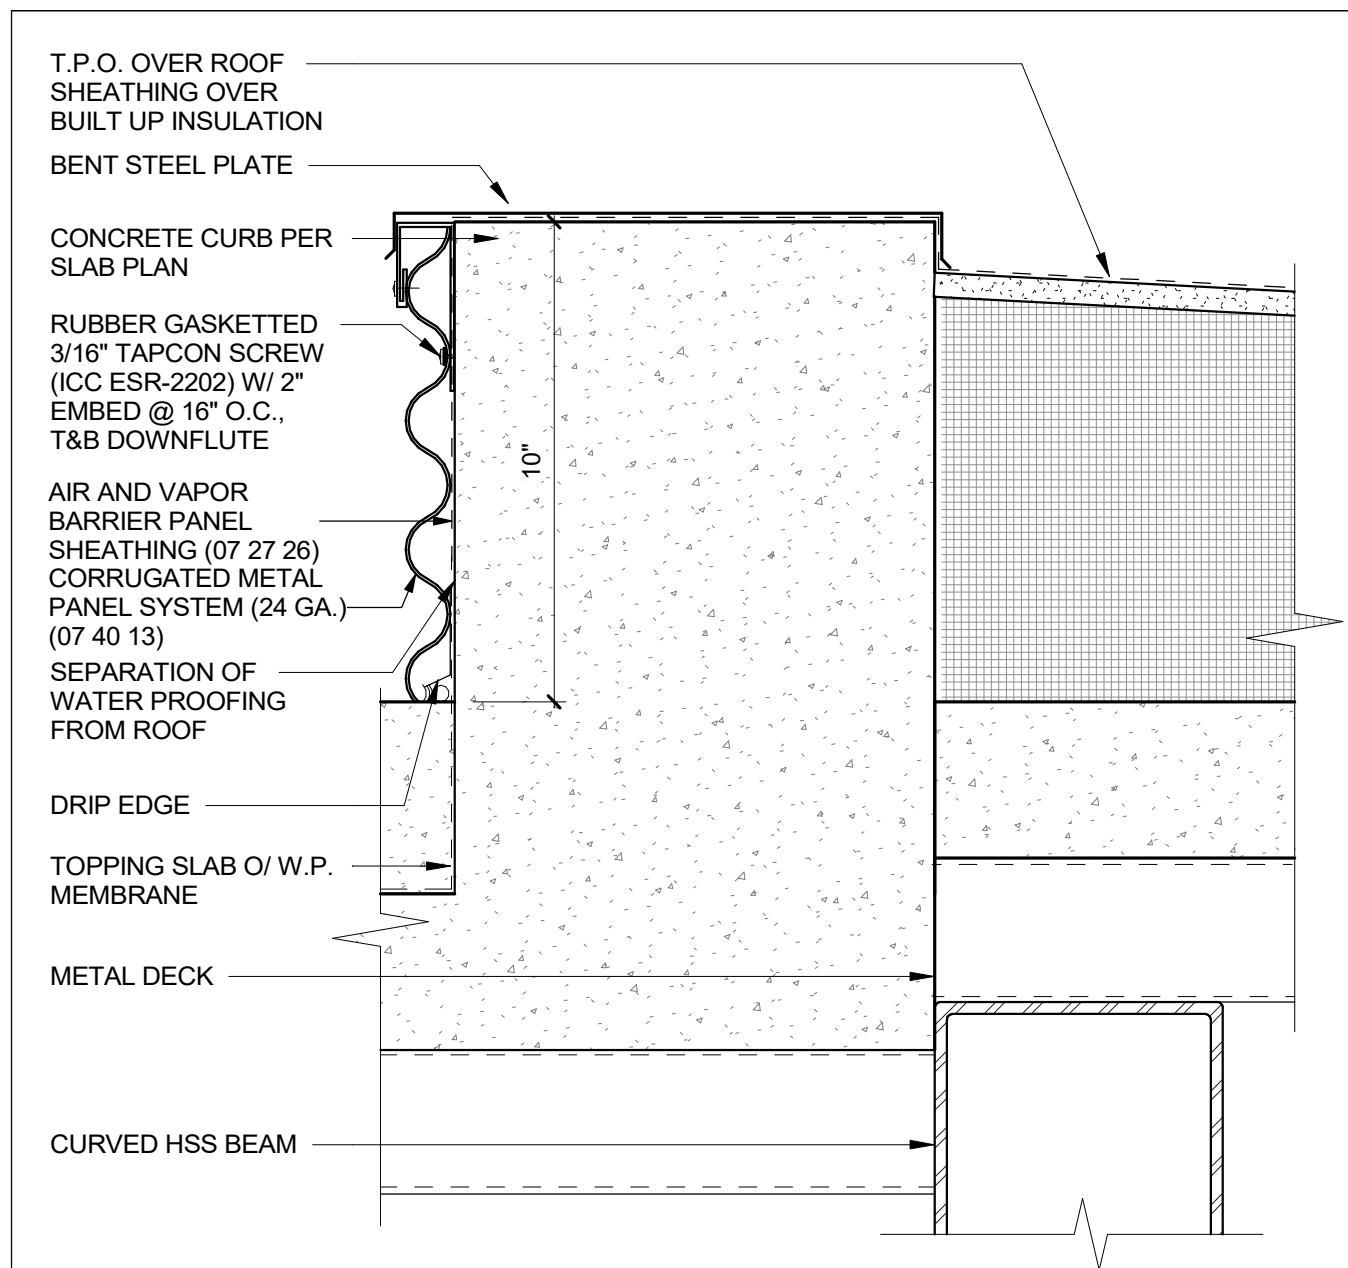 T.P.O. OVER ROOF
SHEATHING OVER
BUILT UP INSULATION
BENT STEEL PLATE
CONCRETE CURB PER
SLAB PLAN
RUBBER GASKETTED
3/16" TAPCON SCREW
(ICC ESR-2202) W/ 2"
EMBED @ 16" O.C.,
T&B DOWNFLUTE
10"
AIR AND VAPOR
BARRIER PANEL
SHEATHING (07 27 26)
CORRUGATED METAL
PANEL SYSTEM (24 GA.)
(07 40 13)
SEPARATION OF
WATER PROOFING
FROM ROOF
DRIP EDGE
TOPPING SLAB O/ W.P.
MEMBRANE
METAL DECK
CURVED HSS BEAM